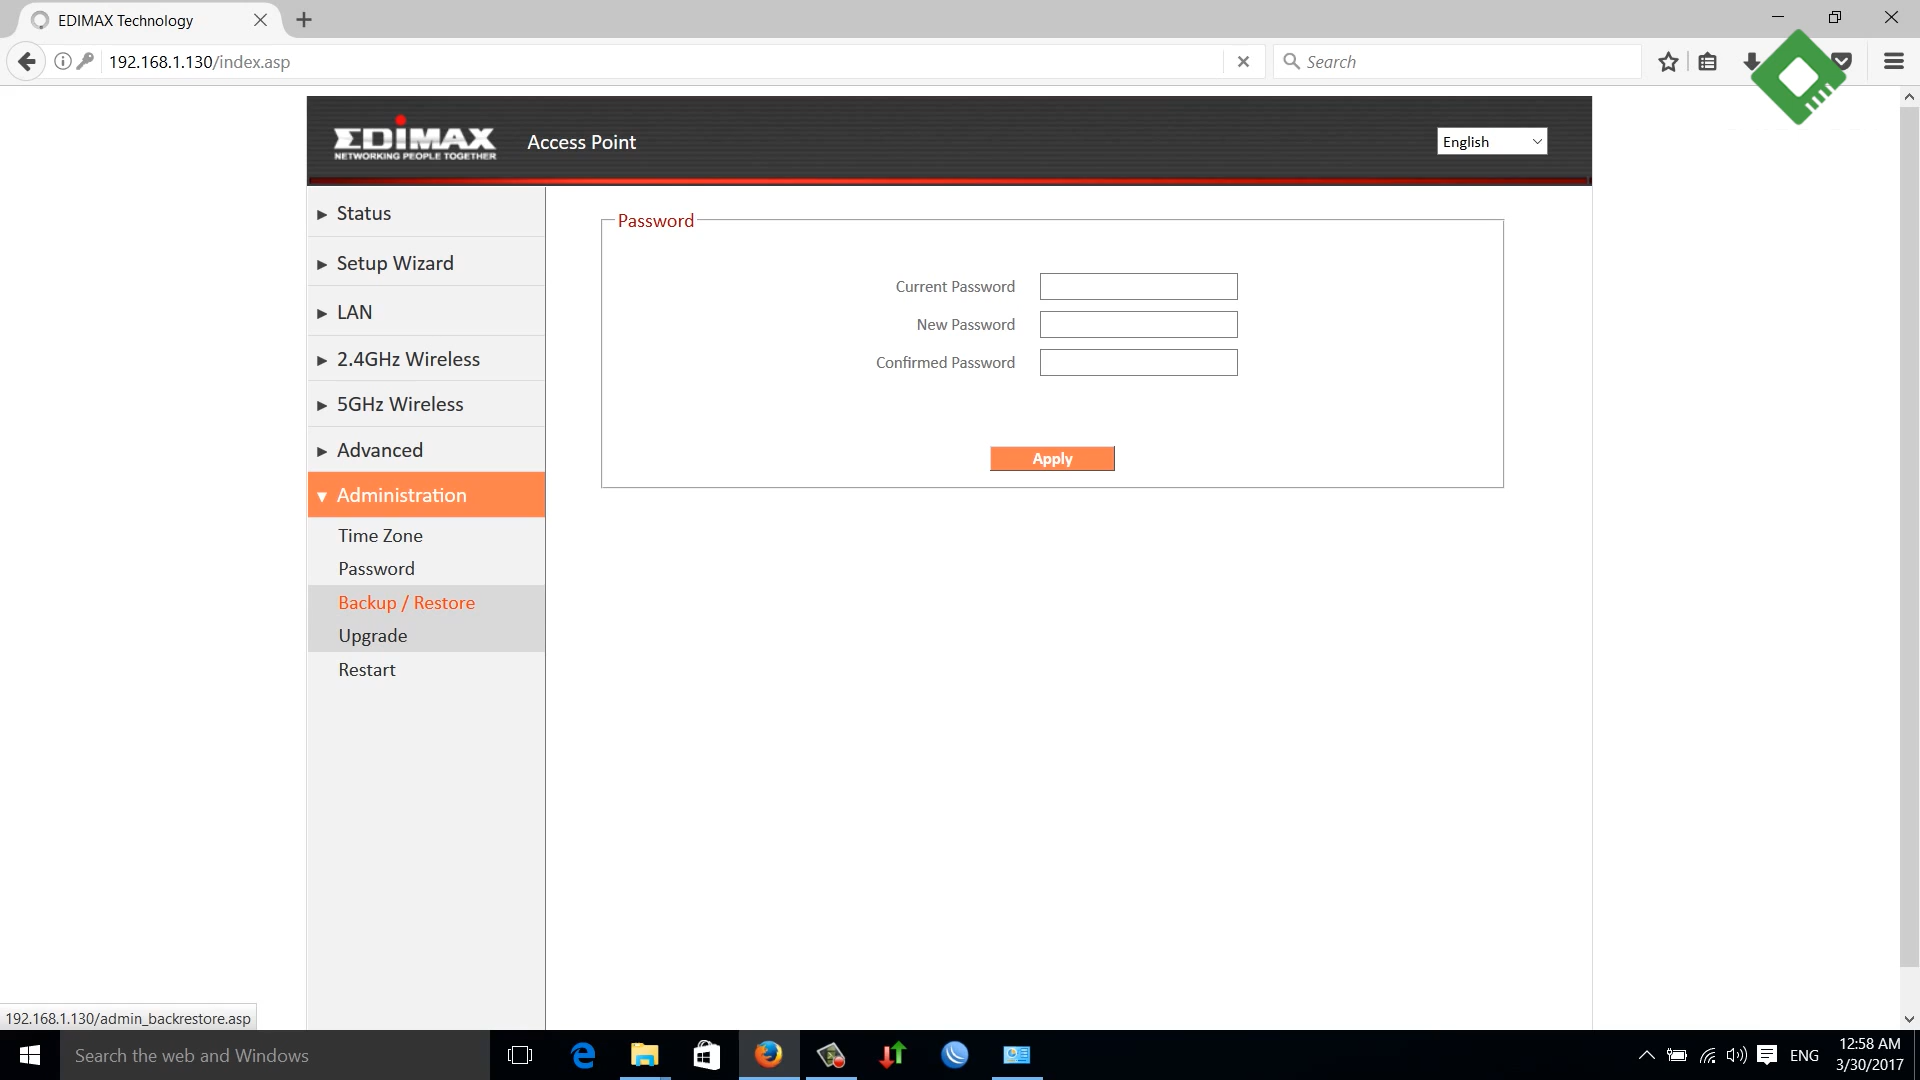 EDIMAX Technology
192.168.1.130/index.asp
Search
EDIMAX
NETWORKING PEOPLE TOGETHER
Access Point
English
Status
Setup Wizard
LAN
2.4GHz Wireless
5GHz Wireless
Advanced
Administration
Time Zone
Password
Backup / Restore
Upgrade
Restart
Password
Current Password
New Password
Confirmed Password
Apply
192.168.1.130/admin_backrestore.asp
Search the web and Windows
ENG
12:58 AM
3/30/2017